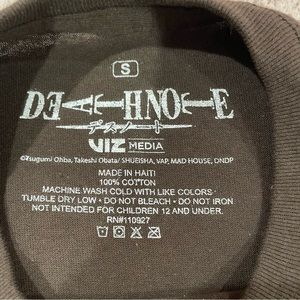 S
DEATHNOTE
デスノート
VIZ MEDIA
©Tsugumi Ohba, Takeshi Obata/ SHUEISHA, VAP, MAD HOUSE, DNDP
MADE IN HAITI
100% COTTON
MACHINE WASH COLD WITH LIKE COLORS
TUMBLE DRY LOW · DO NOT BLEACH · DO NOT IRON
NOT INTENDED FOR CHILDREN 12 AND UNDER.
RN#110927